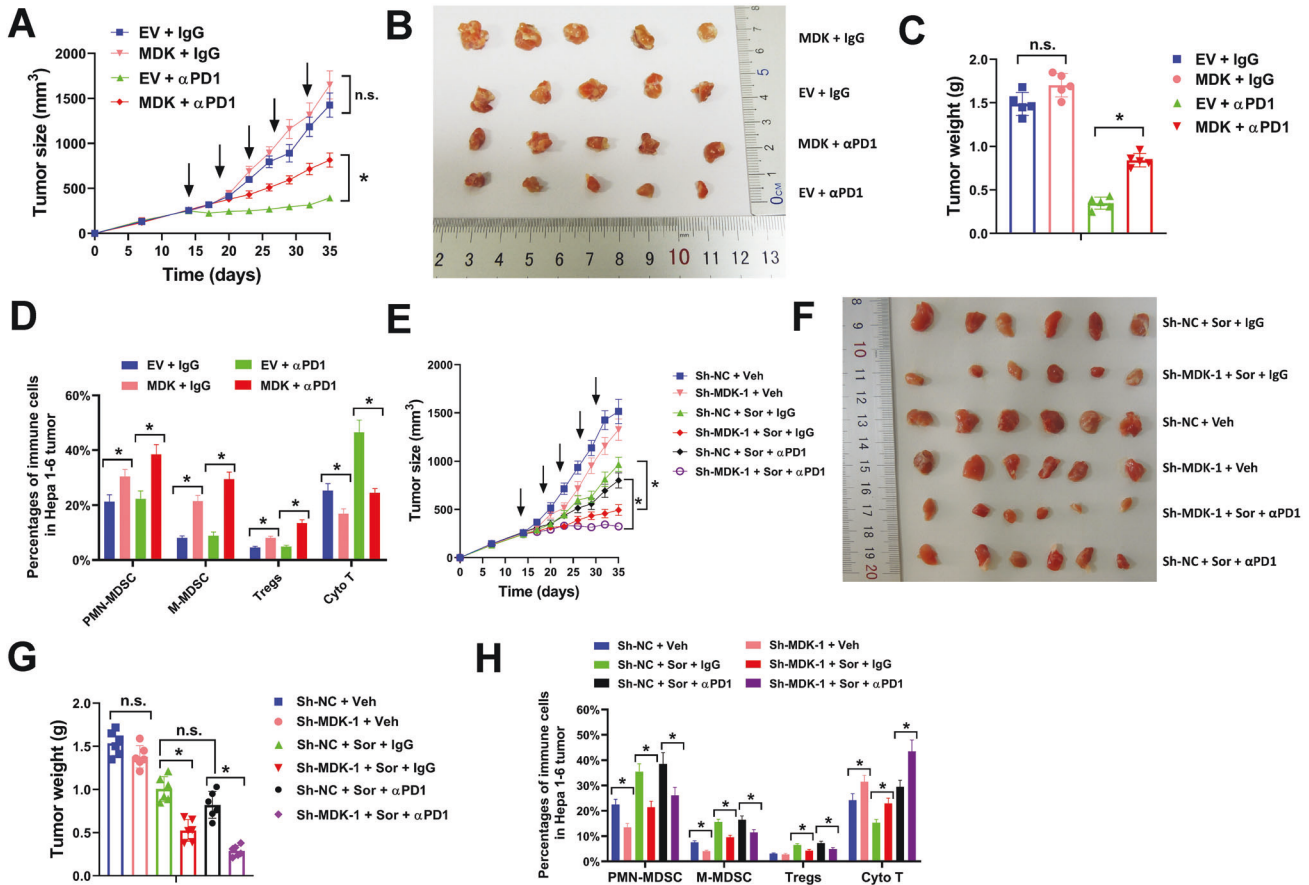 A
EV + IgG
MDK + IgG
EV + αPD1
MDK + αPD1
2000
1500
1000
500
0
Tumor size (mm³)
n.s.
*
0 5 10 15 20 25 30 35
Time (days)
B
MDK + IgG
EV + IgG
MDK + αPD1
EV + αPD1
8
7
6
5
4
3
2
1
0CM
mm
2 3 4 5 6 7 8 9 10 11 12 13
C
2.0
1.5
1.0
0.5
0.0
Tumor weight (g)
n.s.
*
EV + IgG
MDK + IgG
EV + αPD1
MDK + αPD1
D
EV + IgG
EV + αPD1
MDK + IgG
MDK + αPD1
60%
40%
20%
0%
Percentages of immune cells
in Hepa 1-6 tumor
* * * * * * * *
PMN-MDSC
M-MDSC
Tregs
Cyto T
E
2000
1500
1000
500
0
Tumor size (mm³)
*
*
0 5 10 15 20 25 30 35
Time (days)
Sh-NC + Veh
Sh-MDK-1 + Veh
Sh-NC + Sor + IgG
Sh-MDK-1 + Sor + IgG
Sh-NC + Sor + αPD1
Sh-MDK-1 + Sor + αPD1
F
8
9
10
11
12
13
14
15
16
17
18
19
20
Sh-NC + Sor + IgG
Sh-MDK-1 + Sor + IgG
Sh-NC + Veh
Sh-MDK-1 + Veh
Sh-MDK-1 + Sor + αPD1
Sh-NC + Sor + αPD1
G
2.0
1.5
1.0
0.5
0.0
Tumor weight (g)
n.s.
n.s.
*
*
Sh-NC + Veh
Sh-MDK-1 + Veh
Sh-NC + Sor + IgG
Sh-MDK-1 + Sor + IgG
Sh-NC + Sor + αPD1
Sh-MDK-1 + Sor + αPD1
H
Sh-NC + Veh
Sh-MDK-1 + Veh
Sh-NC + Sor + IgG
Sh-MDK-1 + Sor + IgG
Sh-NC + Sor + αPD1
Sh-MDK-1 + Sor + αPD1
60%
50%
40%
30%
20%
10%
0%
Percentages of immune cells
in Hepa 1-6 tumor
* * * * * * * * * * *
PMN-MDSC
M-MDSC
Tregs
Cyto T